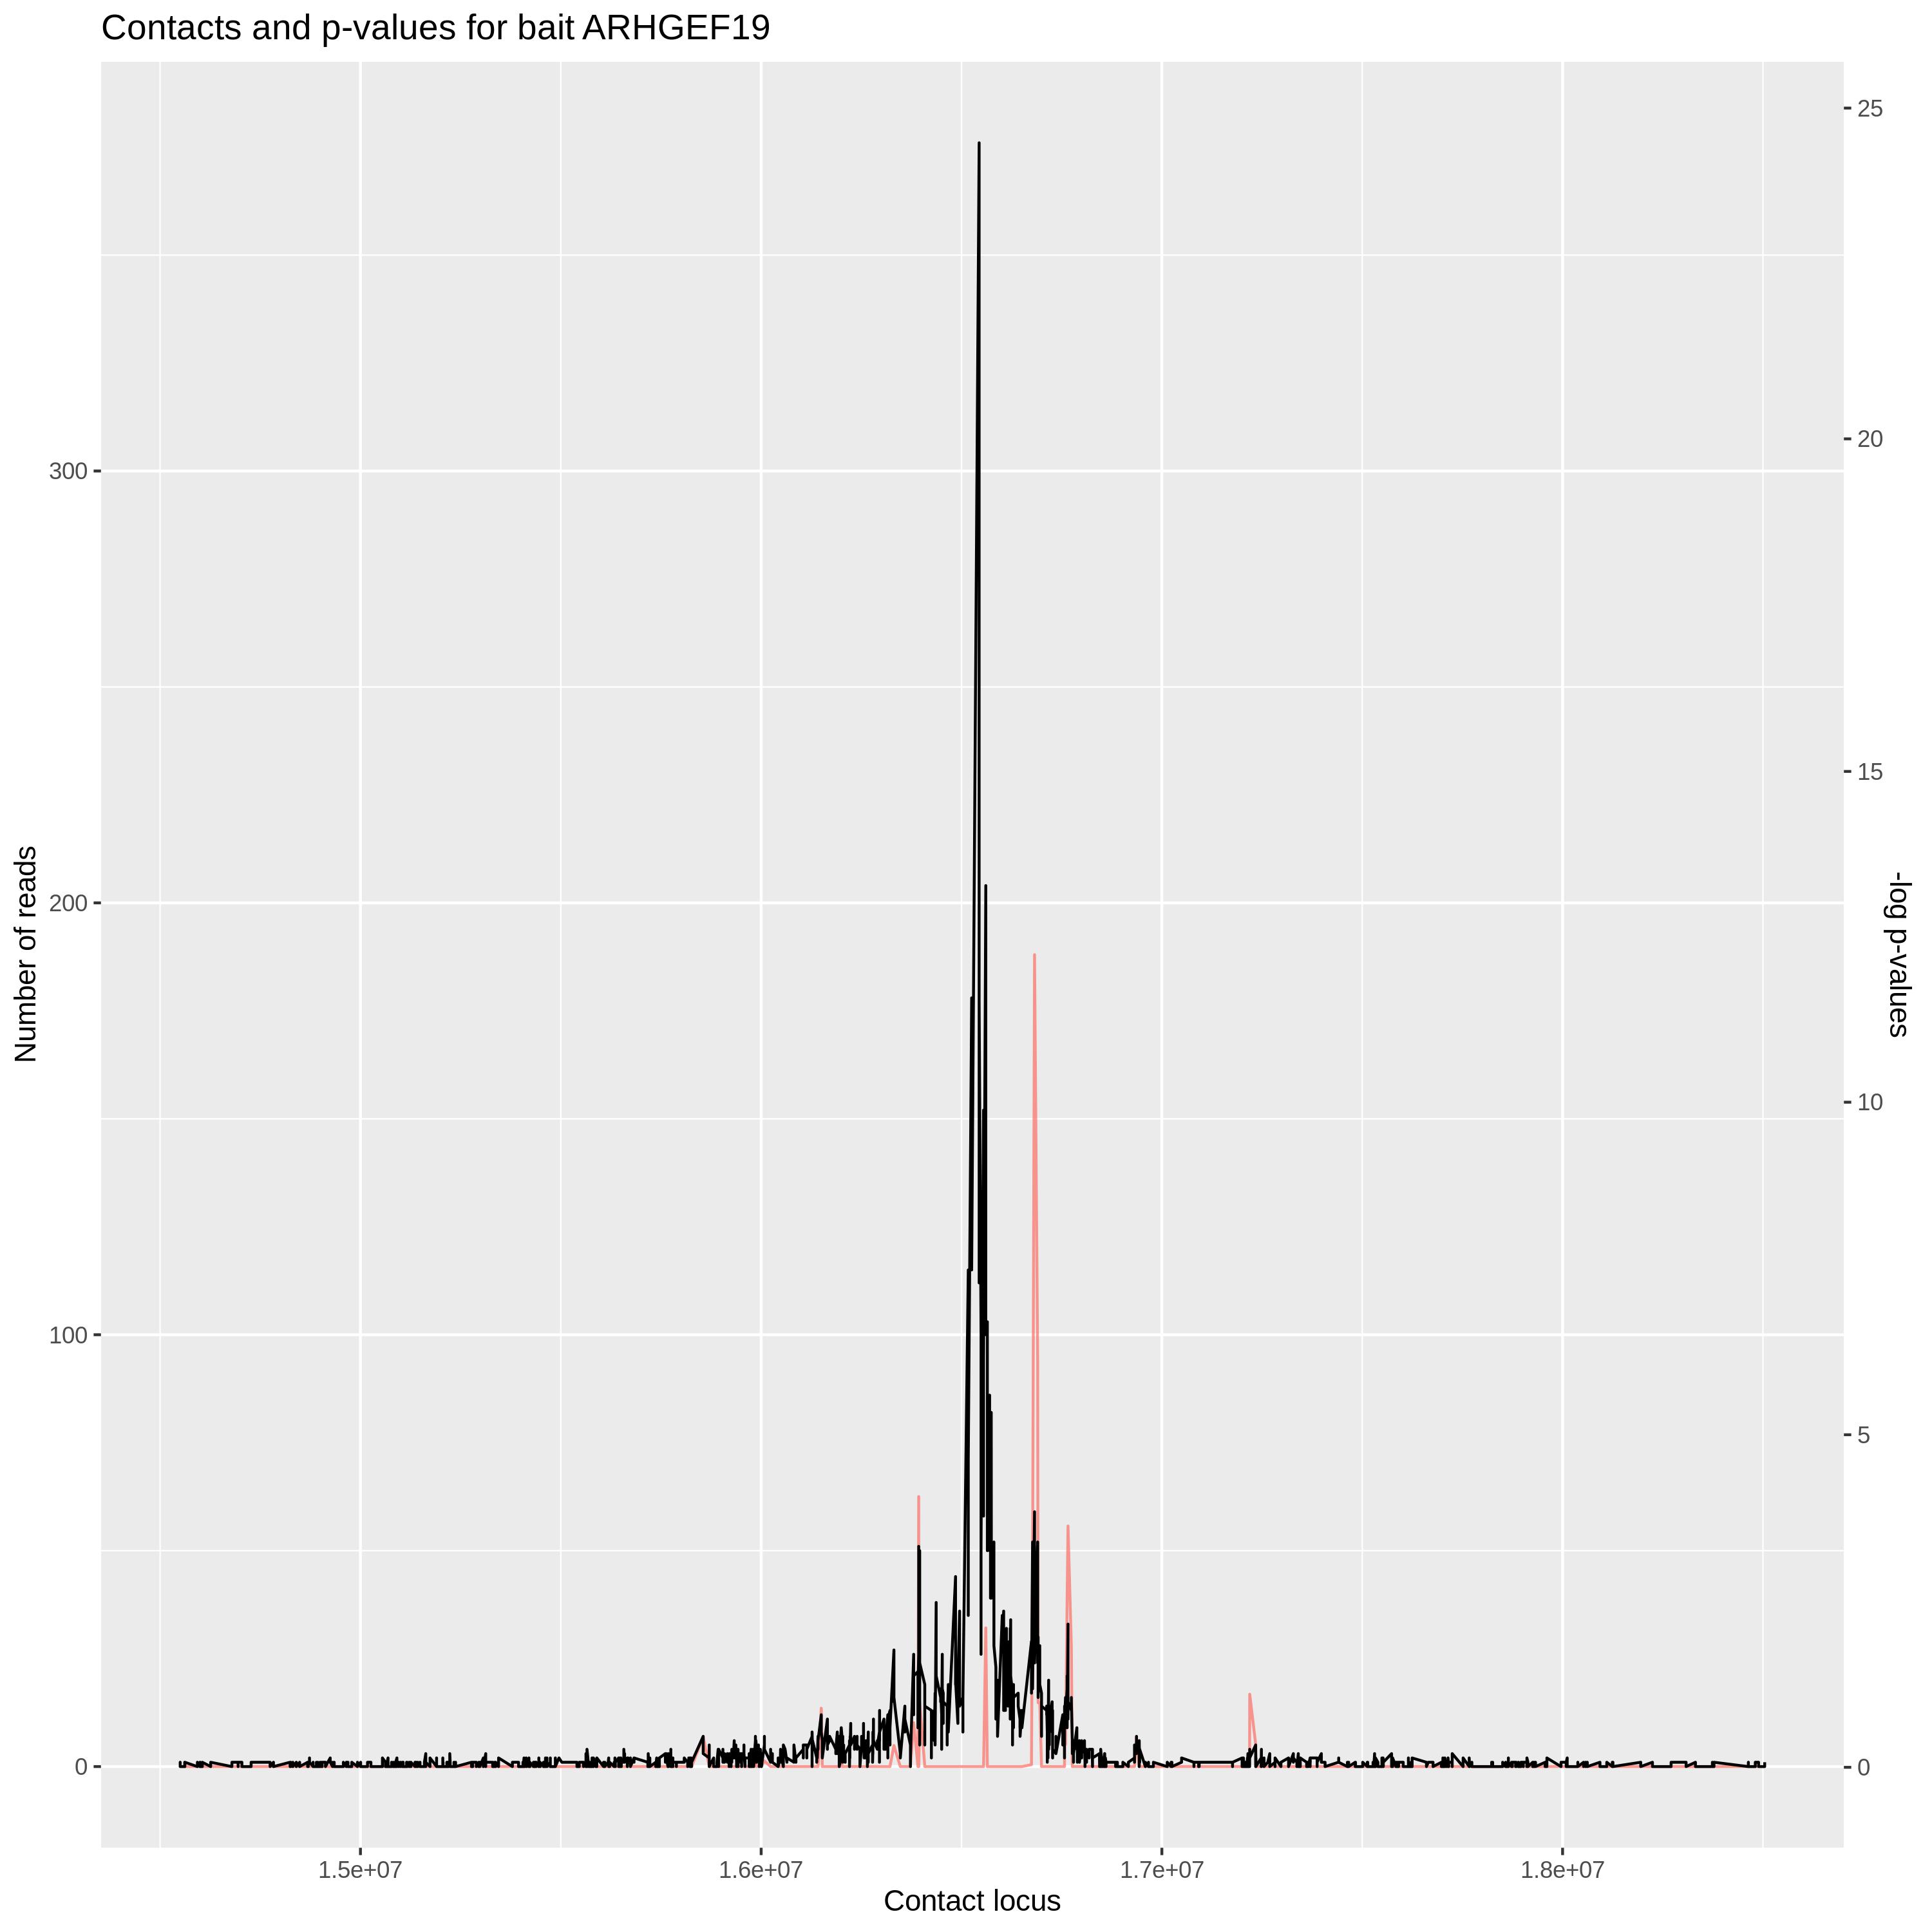 Contacts and p-values for bait ARHGEF19
Number of reads
300
200
100
0
25
20
15
10
5
0
-log p-values
1.5e+07 1.6e+07 1.7e+07 1.8e+07
Contact locus